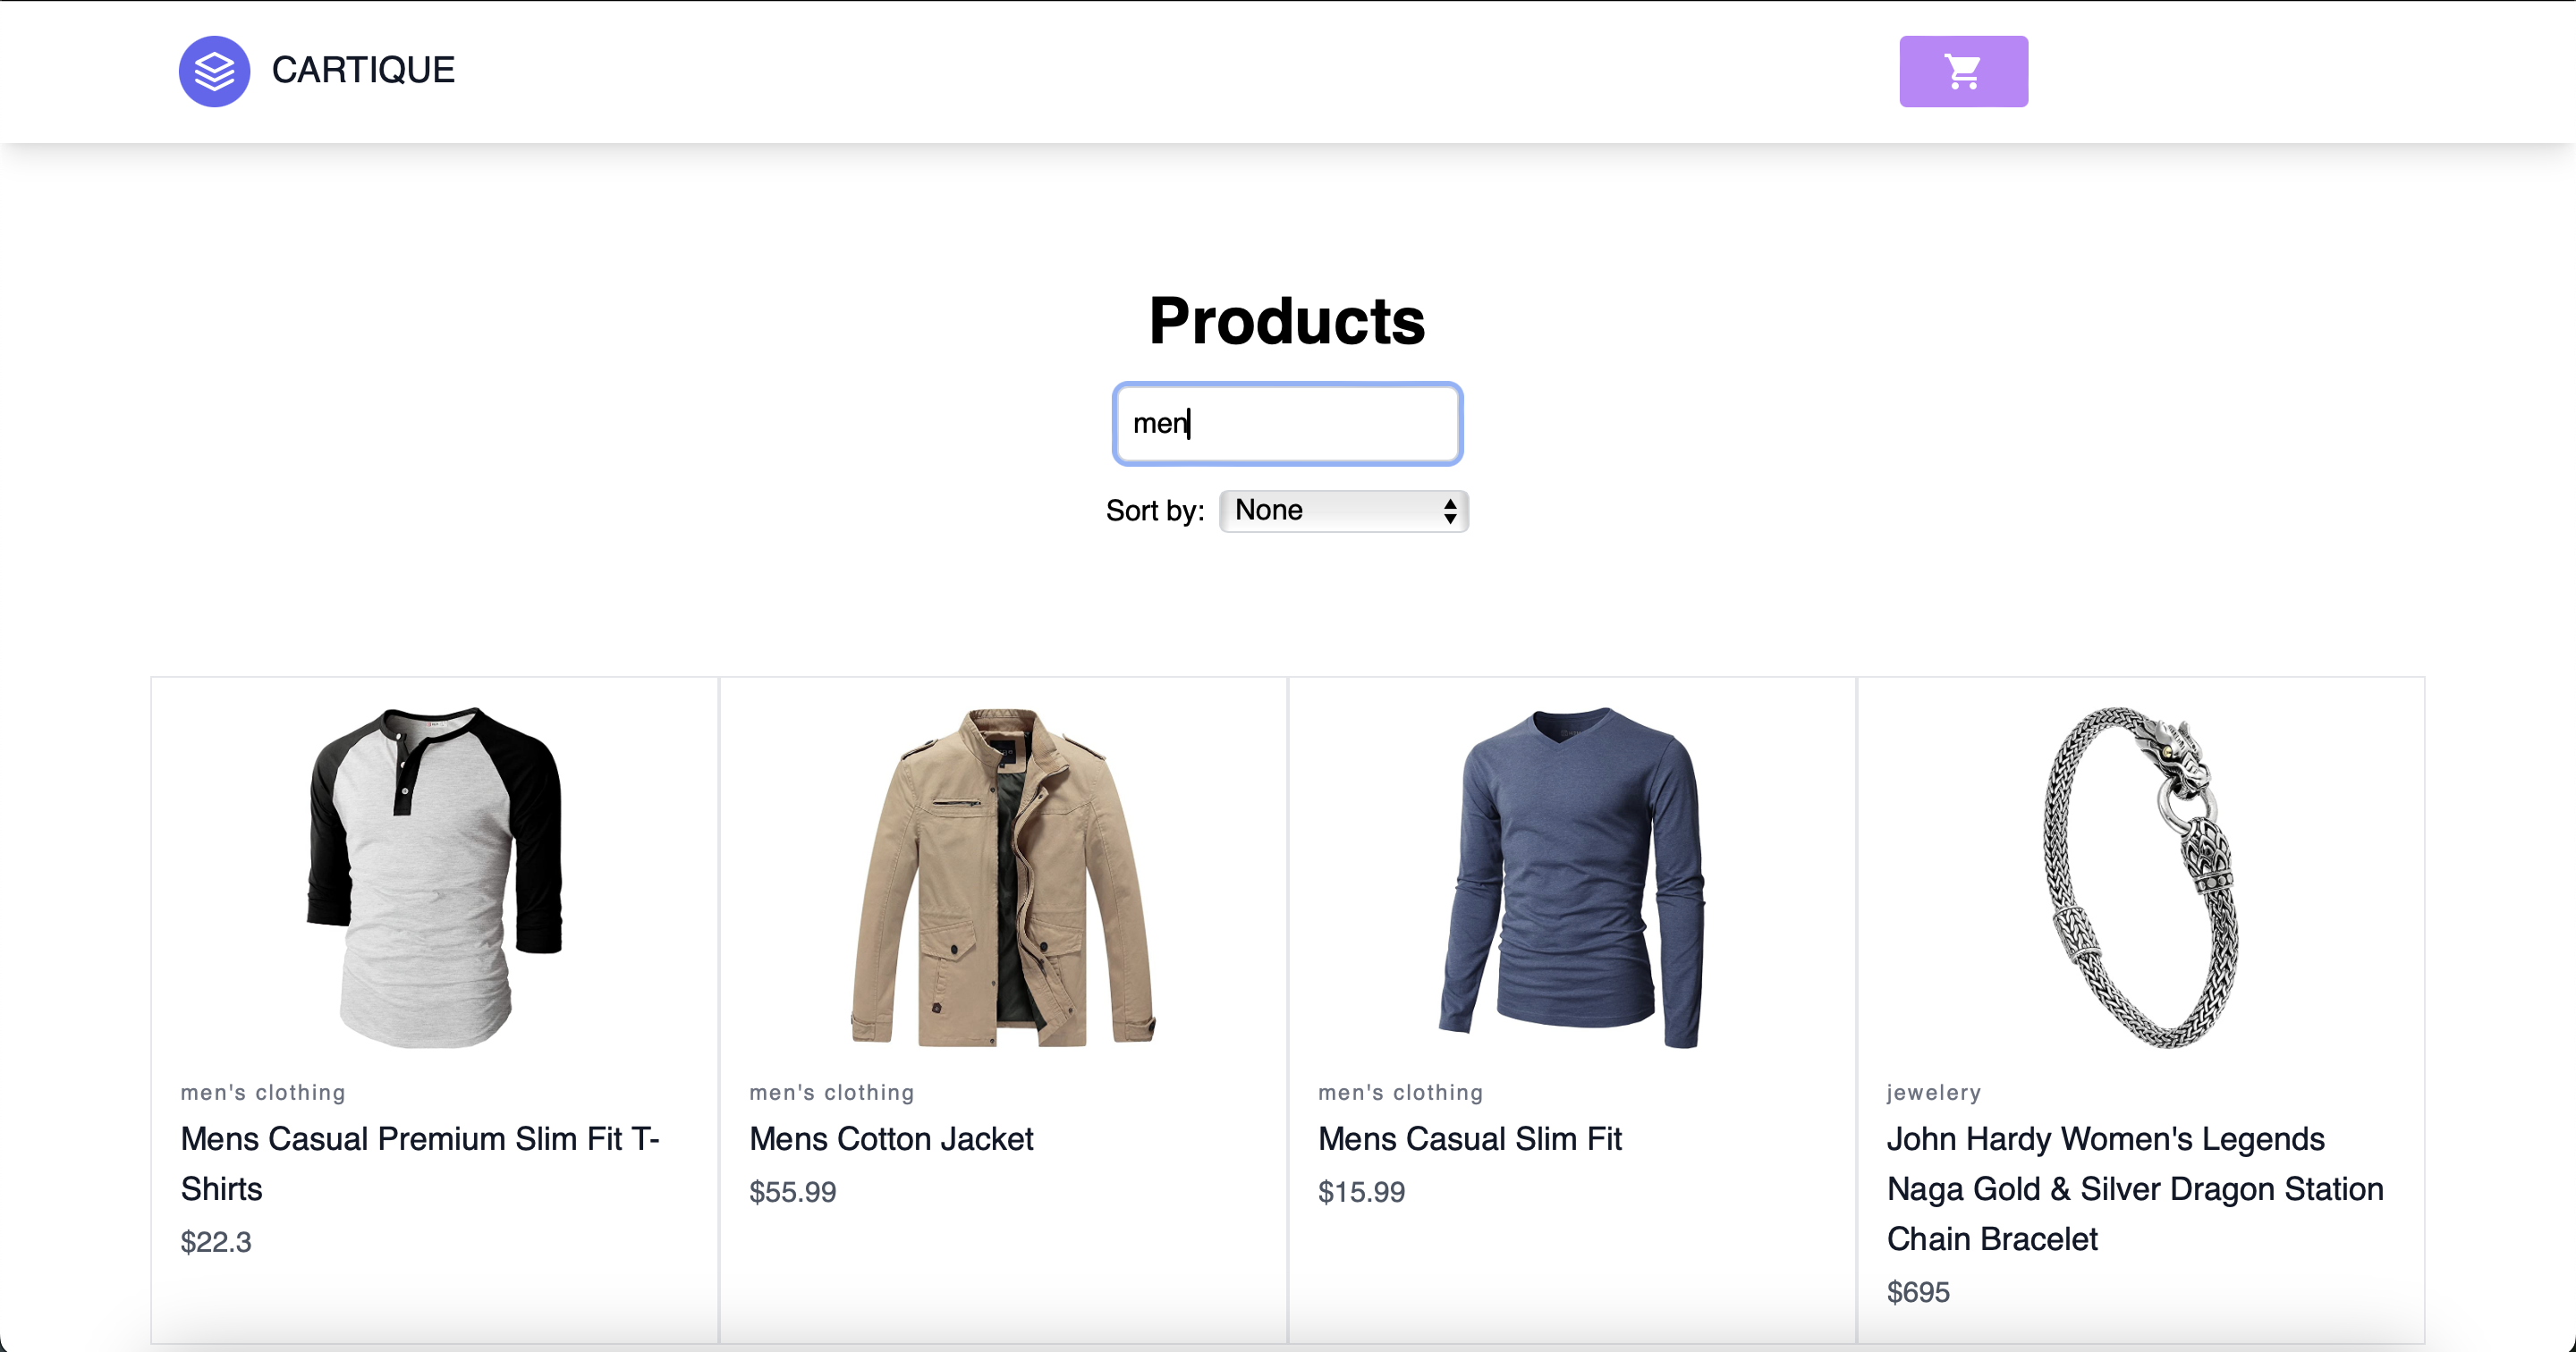 CARTIQUE
Products
men
Sort by: None
men's clothing
Mens Casual Premium Slim Fit T-
Shirts
$22.3
men's clothing
Mens Cotton Jacket
$55.99
men's clothing
Mens Casual Slim Fit
$15.99
jewelery
John Hardy Women's Legends
Naga Gold & Silver Dragon Station
Chain Bracelet
$695